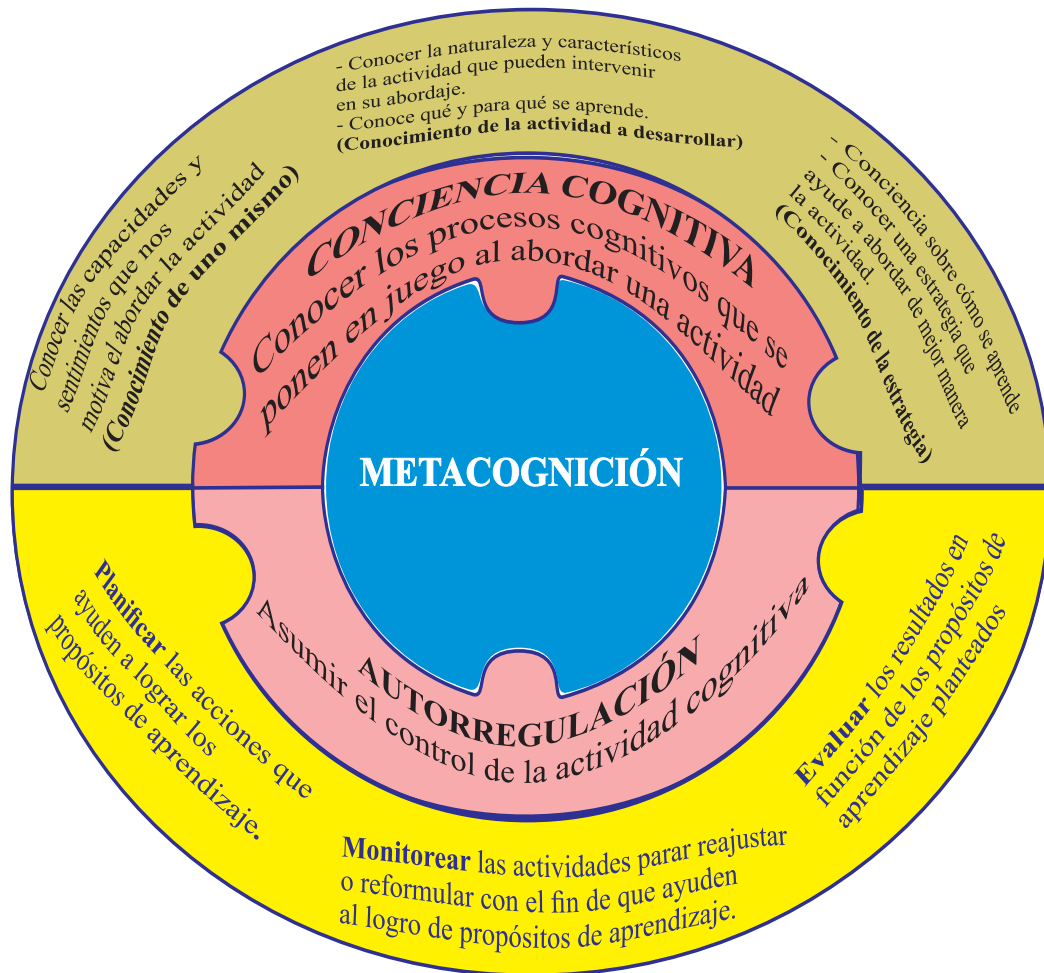 - Conocer la naturaleza y característicos
de la actividad que pueden intervenir
en su abordaje.
- Conoce qué y para qué se aprende.
(Conocimiento de la actividad a desarrollar)
Conocer las capacidades y
sentimientos que nos
motiva el abordar la actividad
(Conocimiento de uno mismo)
- Conciencia sobre cómo se aprende
- Conocer una estrategia que
ayude a abordar de mejor manera
la actividad.
(Conocimiento de la estrategia)
CONCIENCIA COGNITIVA
Conocer los procesos cognitivos que se
ponen en juego al abordar una actividad
METACOGNICIÓN
AUTORREGULACIÓN
Asumir el control de la actividad cognitiva
Planificar las acciones que
ayuden a lograr los
propósitos de aprendizaje.
Monitorear las actividades parar reajustar
o reformular con el fin de que ayuden
al logro de propósitos de aprendizaje.
Evaluar los resultados en
función de los propósitos de
aprendizaje planteados